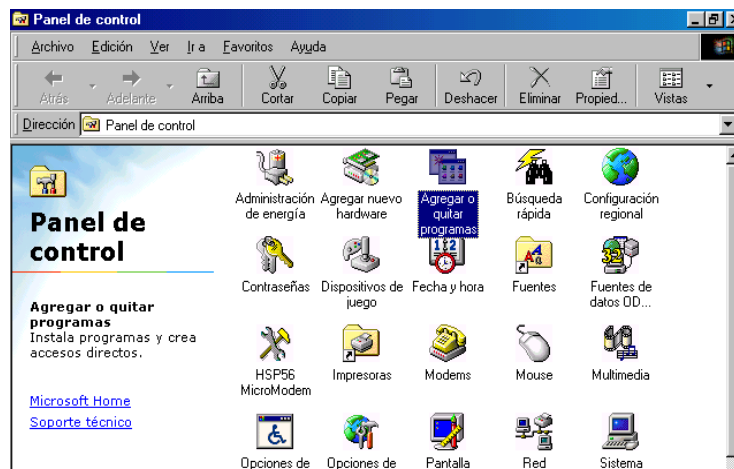 Panel de control
Archivo Edición Ver Ir a Favoritos Ayuda
Atrás Adelante Arriba Cortar Copiar Pegar Deshacer Eliminar Propied... Vistas
Dirección Panel de control
Panel de
control
Agregar o quitar
programas
Instala programas y crea
accesos directos.
Microsoft Home
Soporte técnico
Administración
de energía
Agregar nuevo
hardware
Agregar o
quitar
programas
Búsqueda
rápida
Configuración
regional
Contraseñas
Dispositivos de
juego
Fecha y hora
Fuentes
Fuentes de
datos OD...
HSP56
MicroModem
Impresoras
Modems
Mouse
Multimedia
Opciones de
Opciones de
Pantalla
Red
Sistema